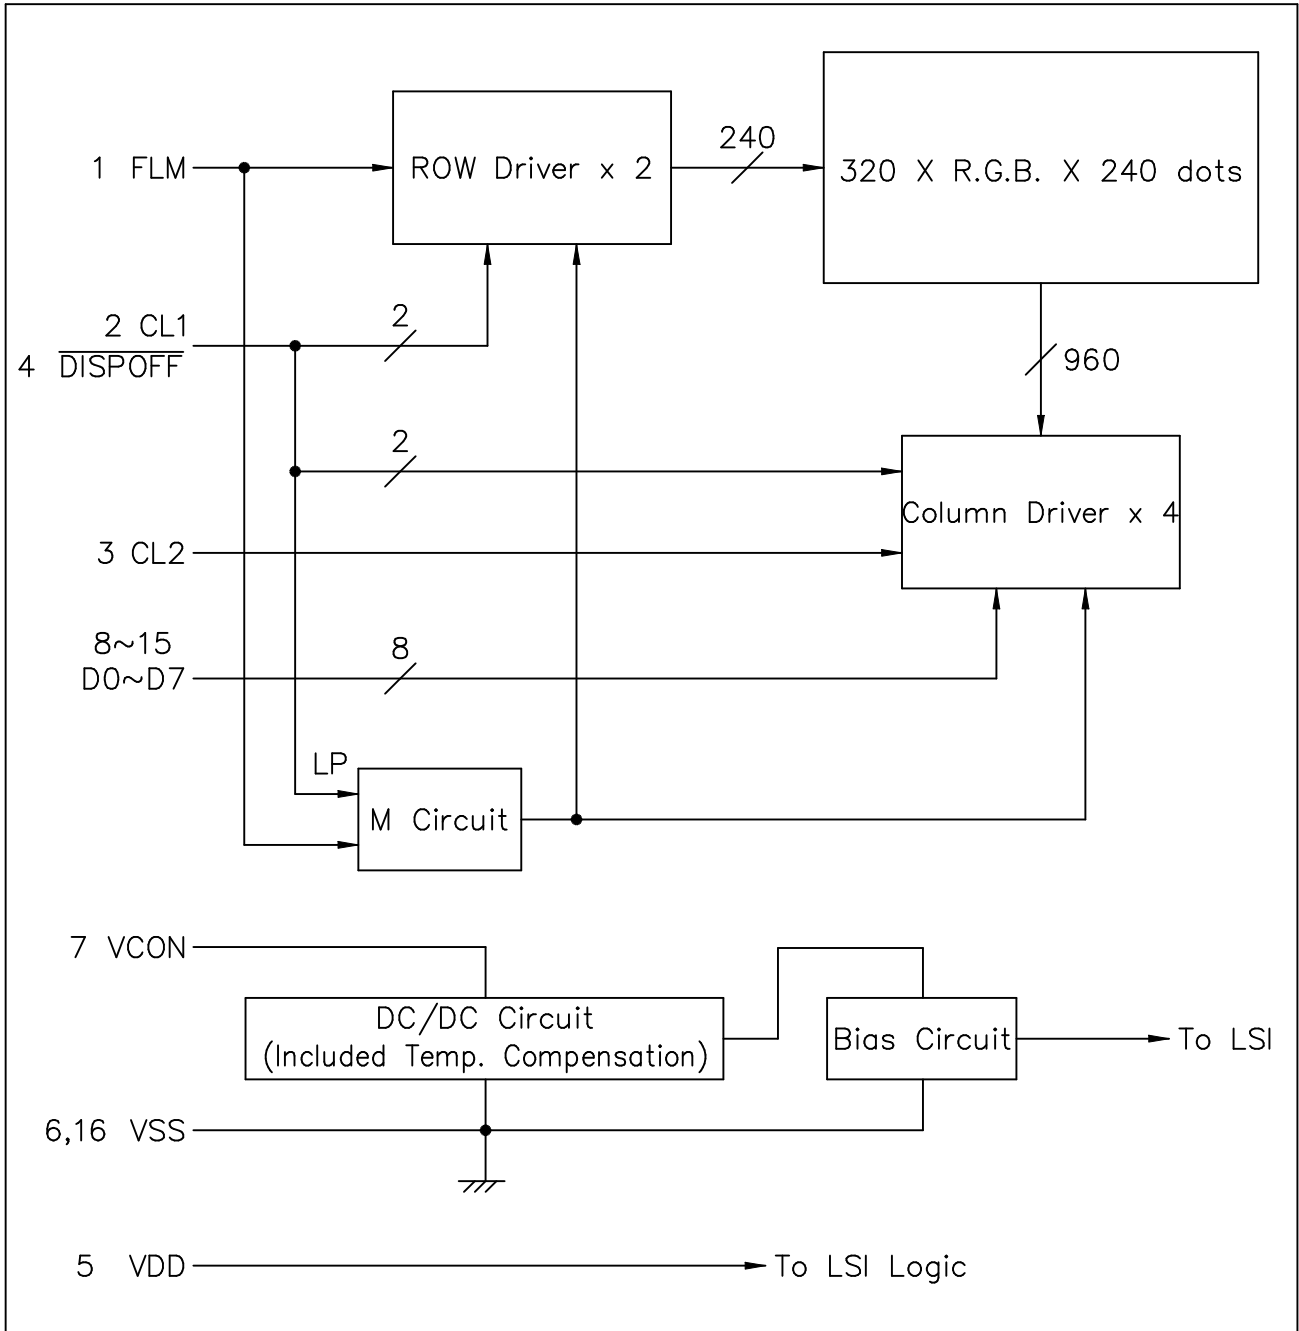 240
1 FLM
ROW Driver x 2
320 X R.G.B. X 240 dots
2 CL1
2
4 DISPOFF
960
2
Column Driver x 4
3 CL2
8~15
8
D0~D7
LP
M Circuit
7 VCON
DC/DC Circuit
(Included Temp. Compensation)
Bias Circuit
To LSI
6,16 VSS
5 VDD
To LSI Logic